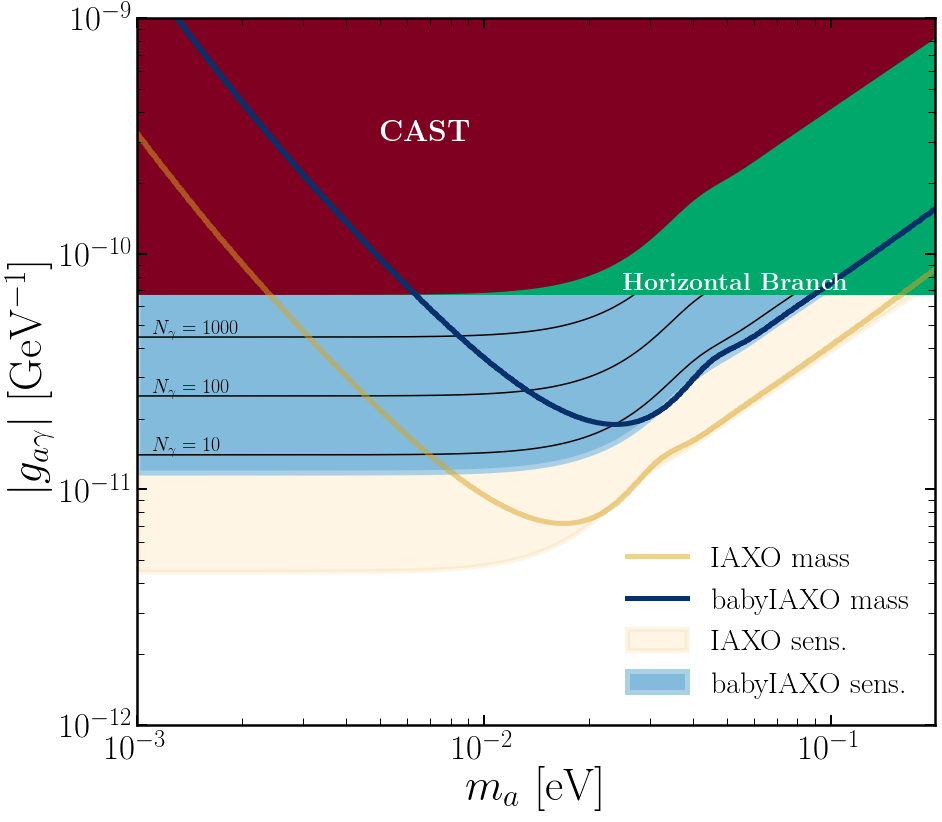 10⁻⁹
CAST
10⁻¹⁰
Horizontal Branch
N_γ = 1000
N_γ = 100
N_γ = 10
10⁻¹¹
|g_{aγ}| [GeV⁻¹]
IAXO mass
babyIAXO mass
IAXO sens.
babyIAXO sens.
10⁻¹²
10⁻³
10⁻²
10⁻¹
m_a [eV]